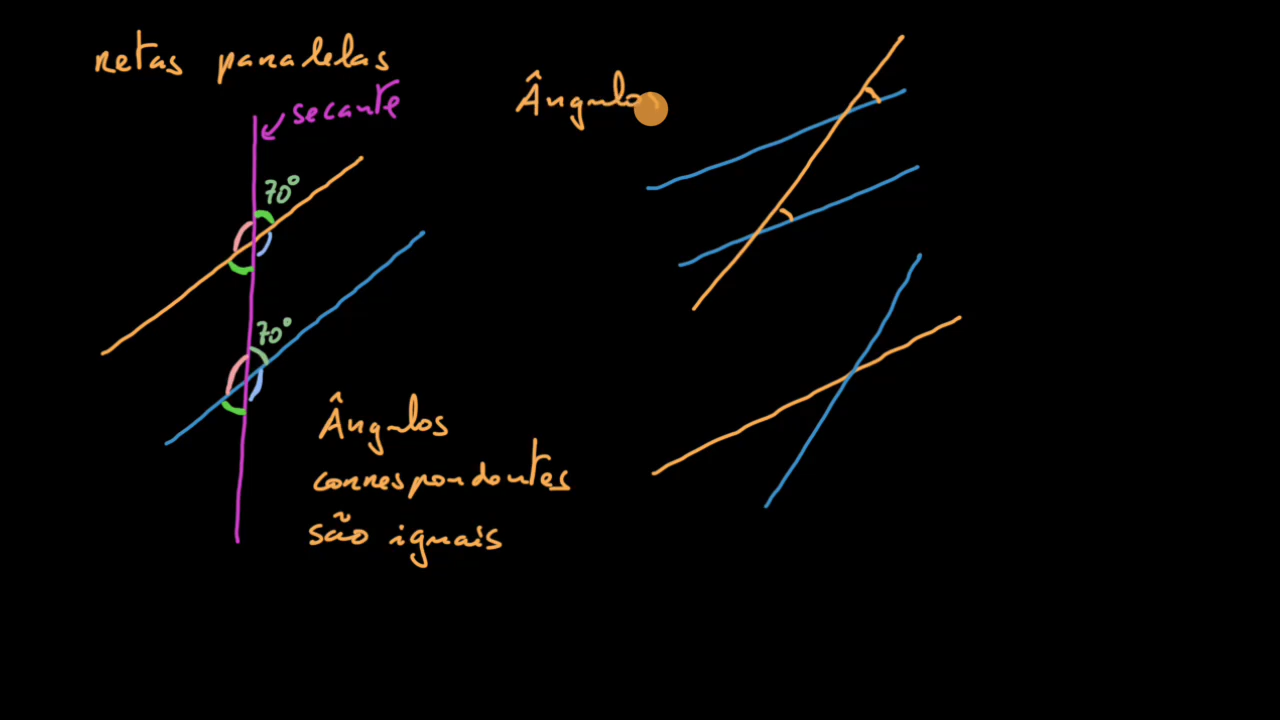 retas paralelas
secante
70°
70°
Ângulos
correspondentes
são iguais
Ângulos